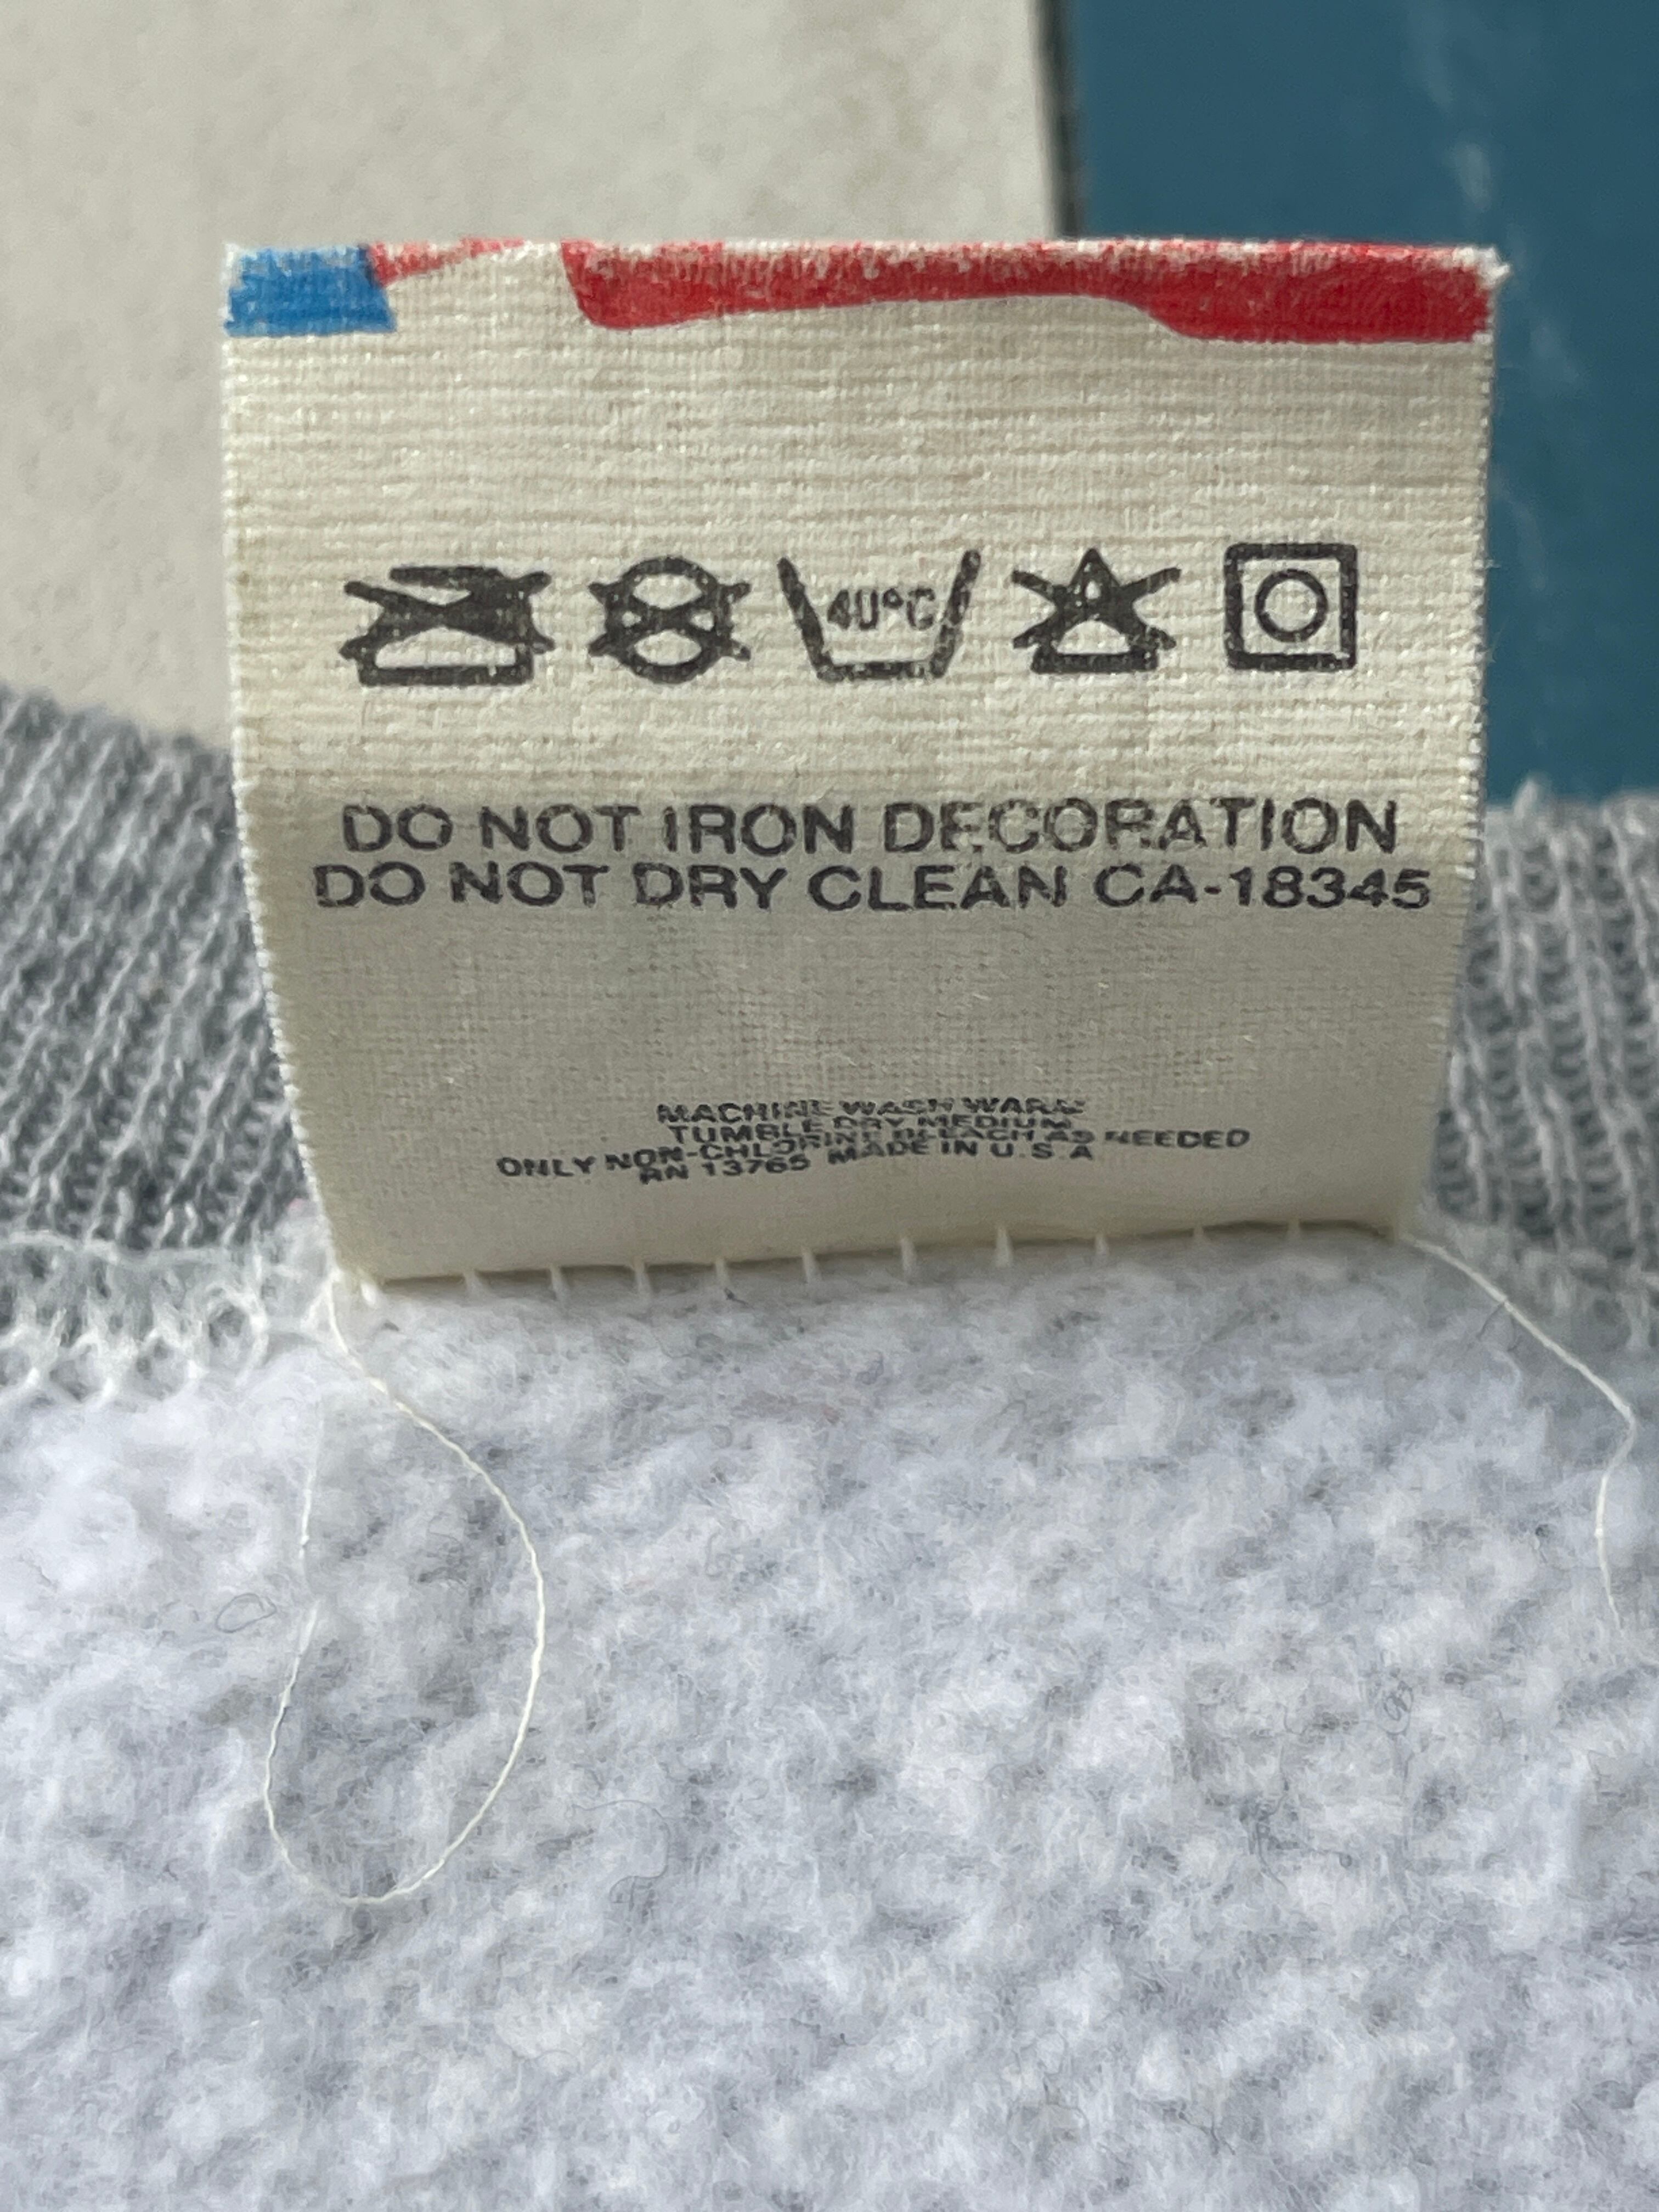 40°C
DO NOT IRON DECORATION
DO NOT DRY CLEAN CA-18345
MACHINE WASH WARM
TUMBLE DRY MEDIUM
ONLY NON-CHLORINE BLEACH AS NEEDED
RN 13765 MADE IN U.S.A